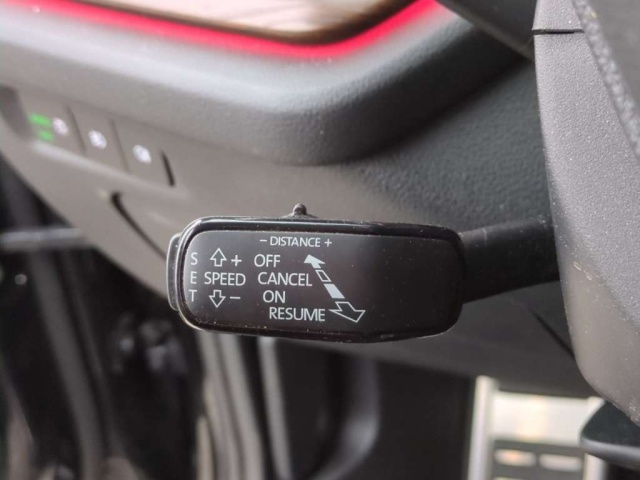 − DISTANCE +
S + OFF
E SPEED CANCEL
T − ON
RESUME